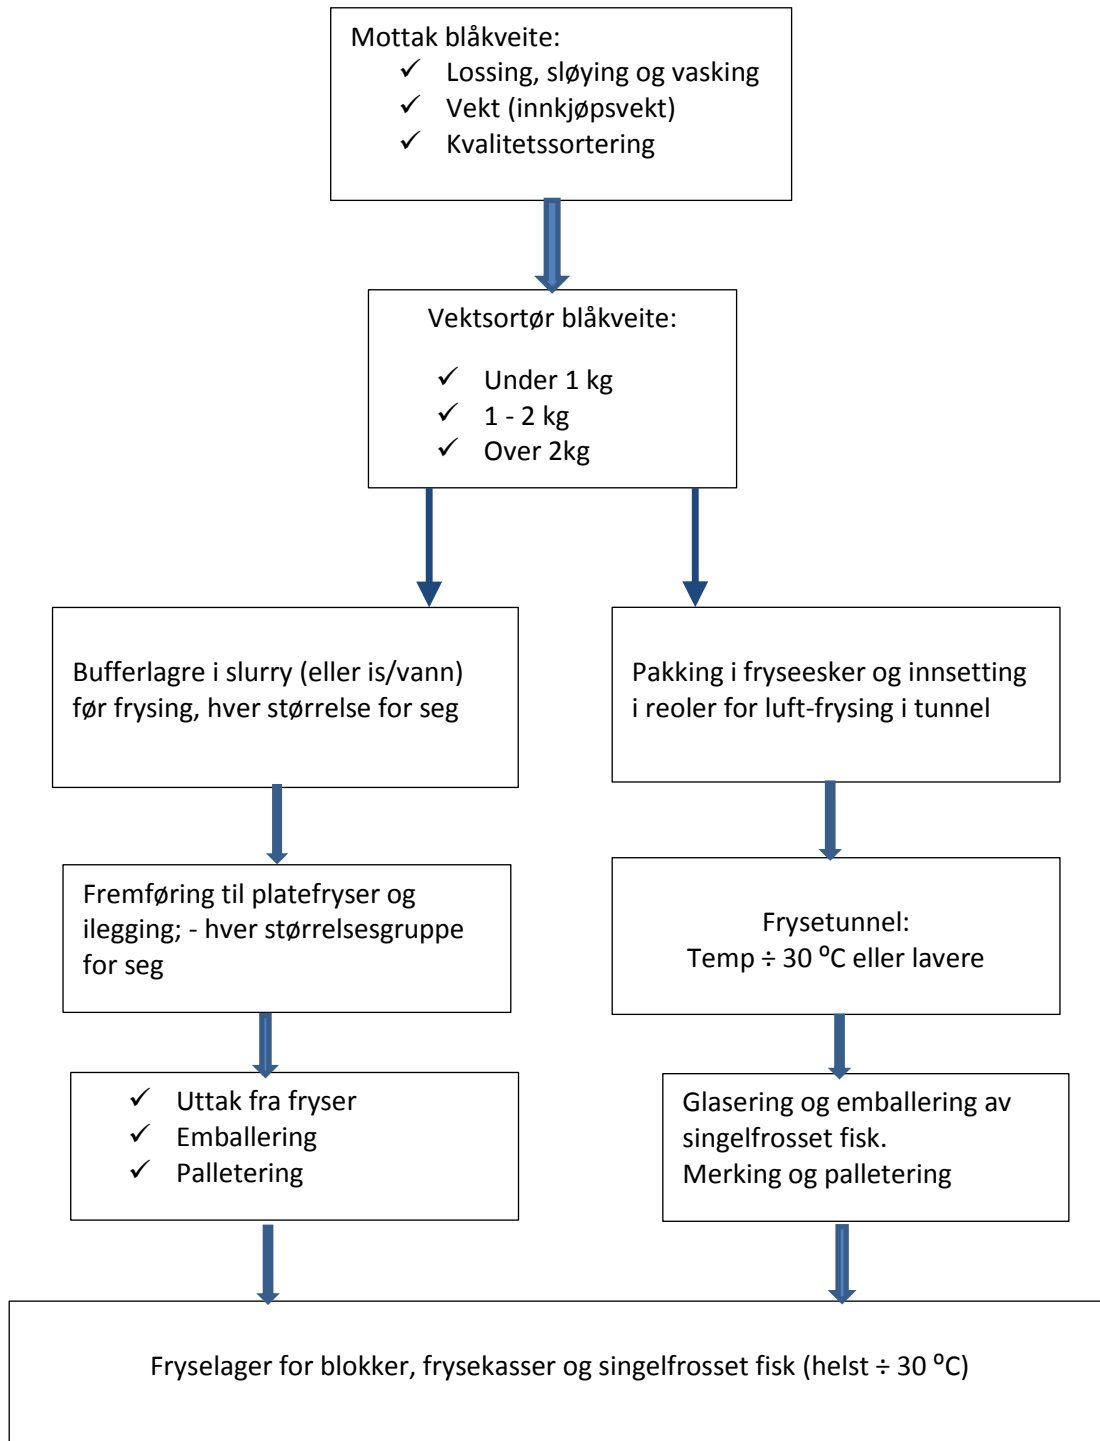 Mottak blåkveite:
✓ Lossing, sløying og vasking
✓ Vekt (innkjøpsvekt)
✓ Kvalitetssortering
Vektsortør blåkveite:
✓ Under 1 kg
✓ 1 - 2 kg
✓ Over 2kg
Bufferlagre i slurry (eller is/vann)
før frysing, hver størrelse for seg
Pakking i fryseesker og innsetting
i reoler for luft-frysing i tunnel
Fremføring til platefryser og
ilegging; - hver størrelsesgruppe
for seg
Frysetunnel:
Temp ÷ 30 ⁰C eller lavere
✓ Uttak fra fryser
✓ Emballering
✓ Palletering
Glasering og emballering av
singelfrosset fisk.
Merking og palletering
Fryselager for blokker, frysekasser og singelfrosset fisk (helst ÷ 30 ⁰C)